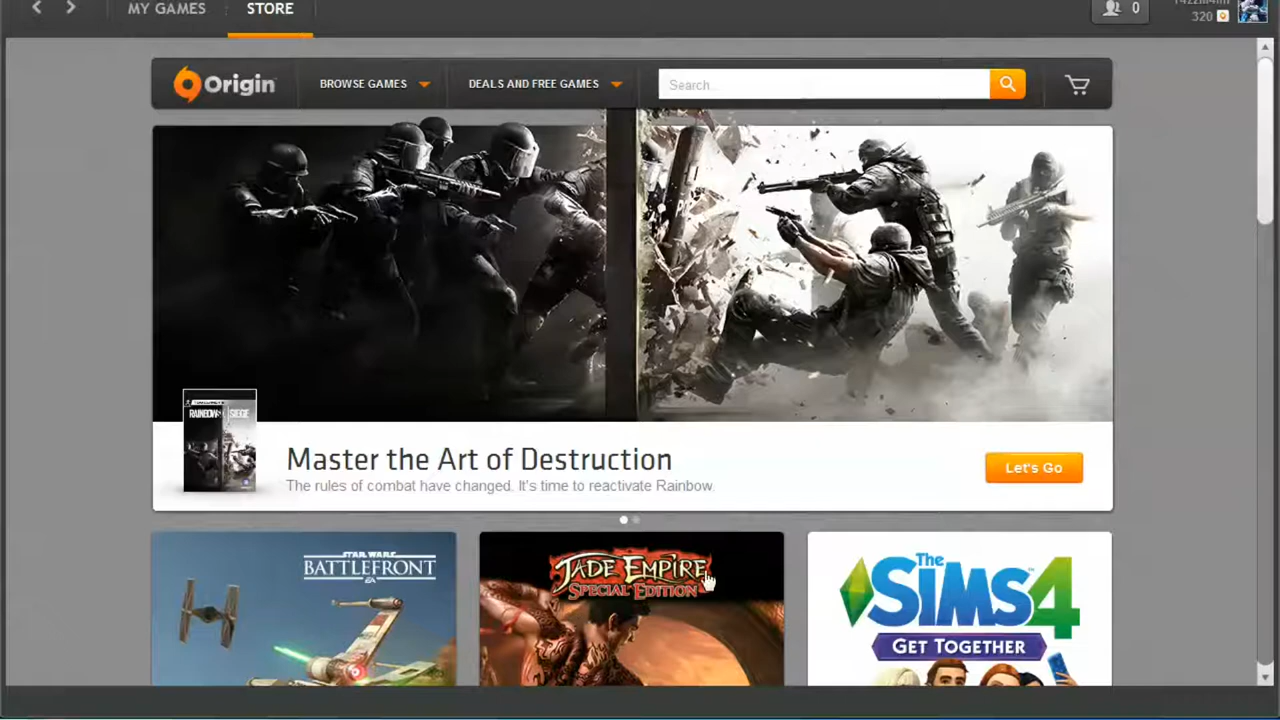 MY GAMES
STORE
0
320
Origin
BROWSE GAMES
DEALS AND FREE GAMES
Search...
RAINBOW SIEGE
Master the Art of Destruction
The rules of combat have changed. It's time to reactivate Rainbow.
Let's Go
STAR WARS
BATTLEFRONT
EA
JADE EMPIRE
SPECIAL EDITION
The
SIMS 4
GET TOGETHER